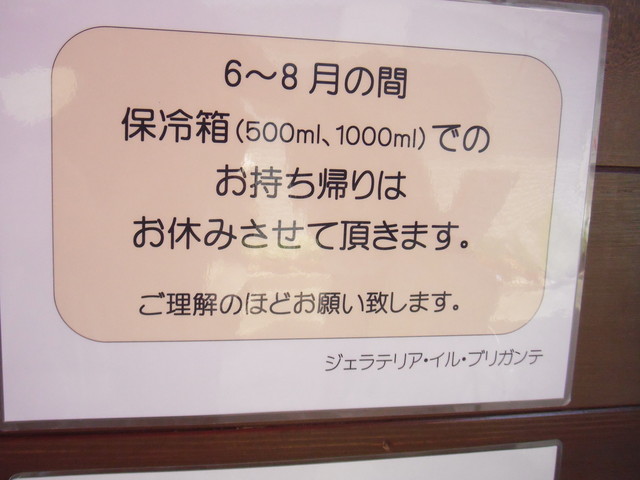 6～8月の間
保冷箱(500ml、1000ml)での
お持ち帰りは
お休みさせて頂きます。
ご理解のほどお願い致します。
ジェラテリア・イル・ブリガンテ